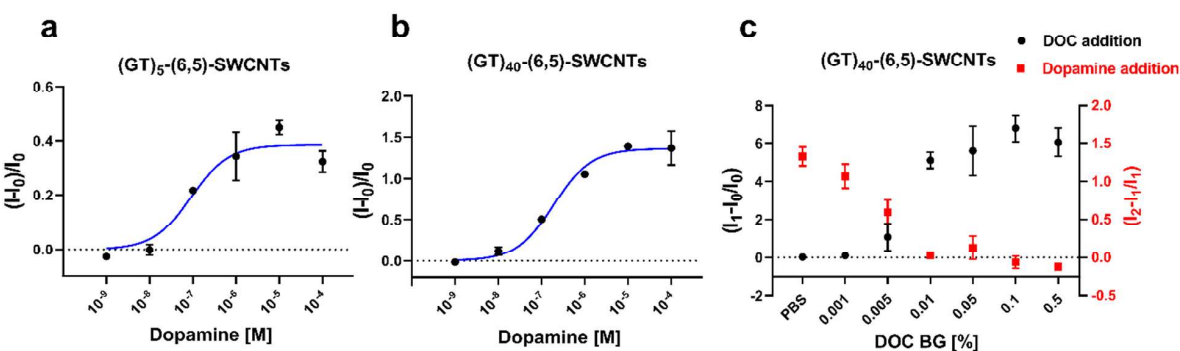 a
(GT)5-(6,5)-SWCNTs
(I-I0)/I0
0.6
0.4
0.2
0.0
10-9
10-8
10-7
10-6
10-5
10-4
Dopamine [M]
b
(GT)40-(6,5)-SWCNTs
(I-I0)/I0
2.0
1.5
1.0
0.5
0.0
10-9
10-8
10-7
10-6
10-5
10-4
Dopamine [M]
c
(GT)40-(6,5)-SWCNTs
DOC addition
Dopamine addition
(I1-I0/I0)
8
6
4
2
0
-2
PBS
0.001
0.005
0.01
0.05
0.1
0.5
DOC BG [%]
2.0
1.5
1.0
0.5
0.0
-0.5
(I2-I1/I1)